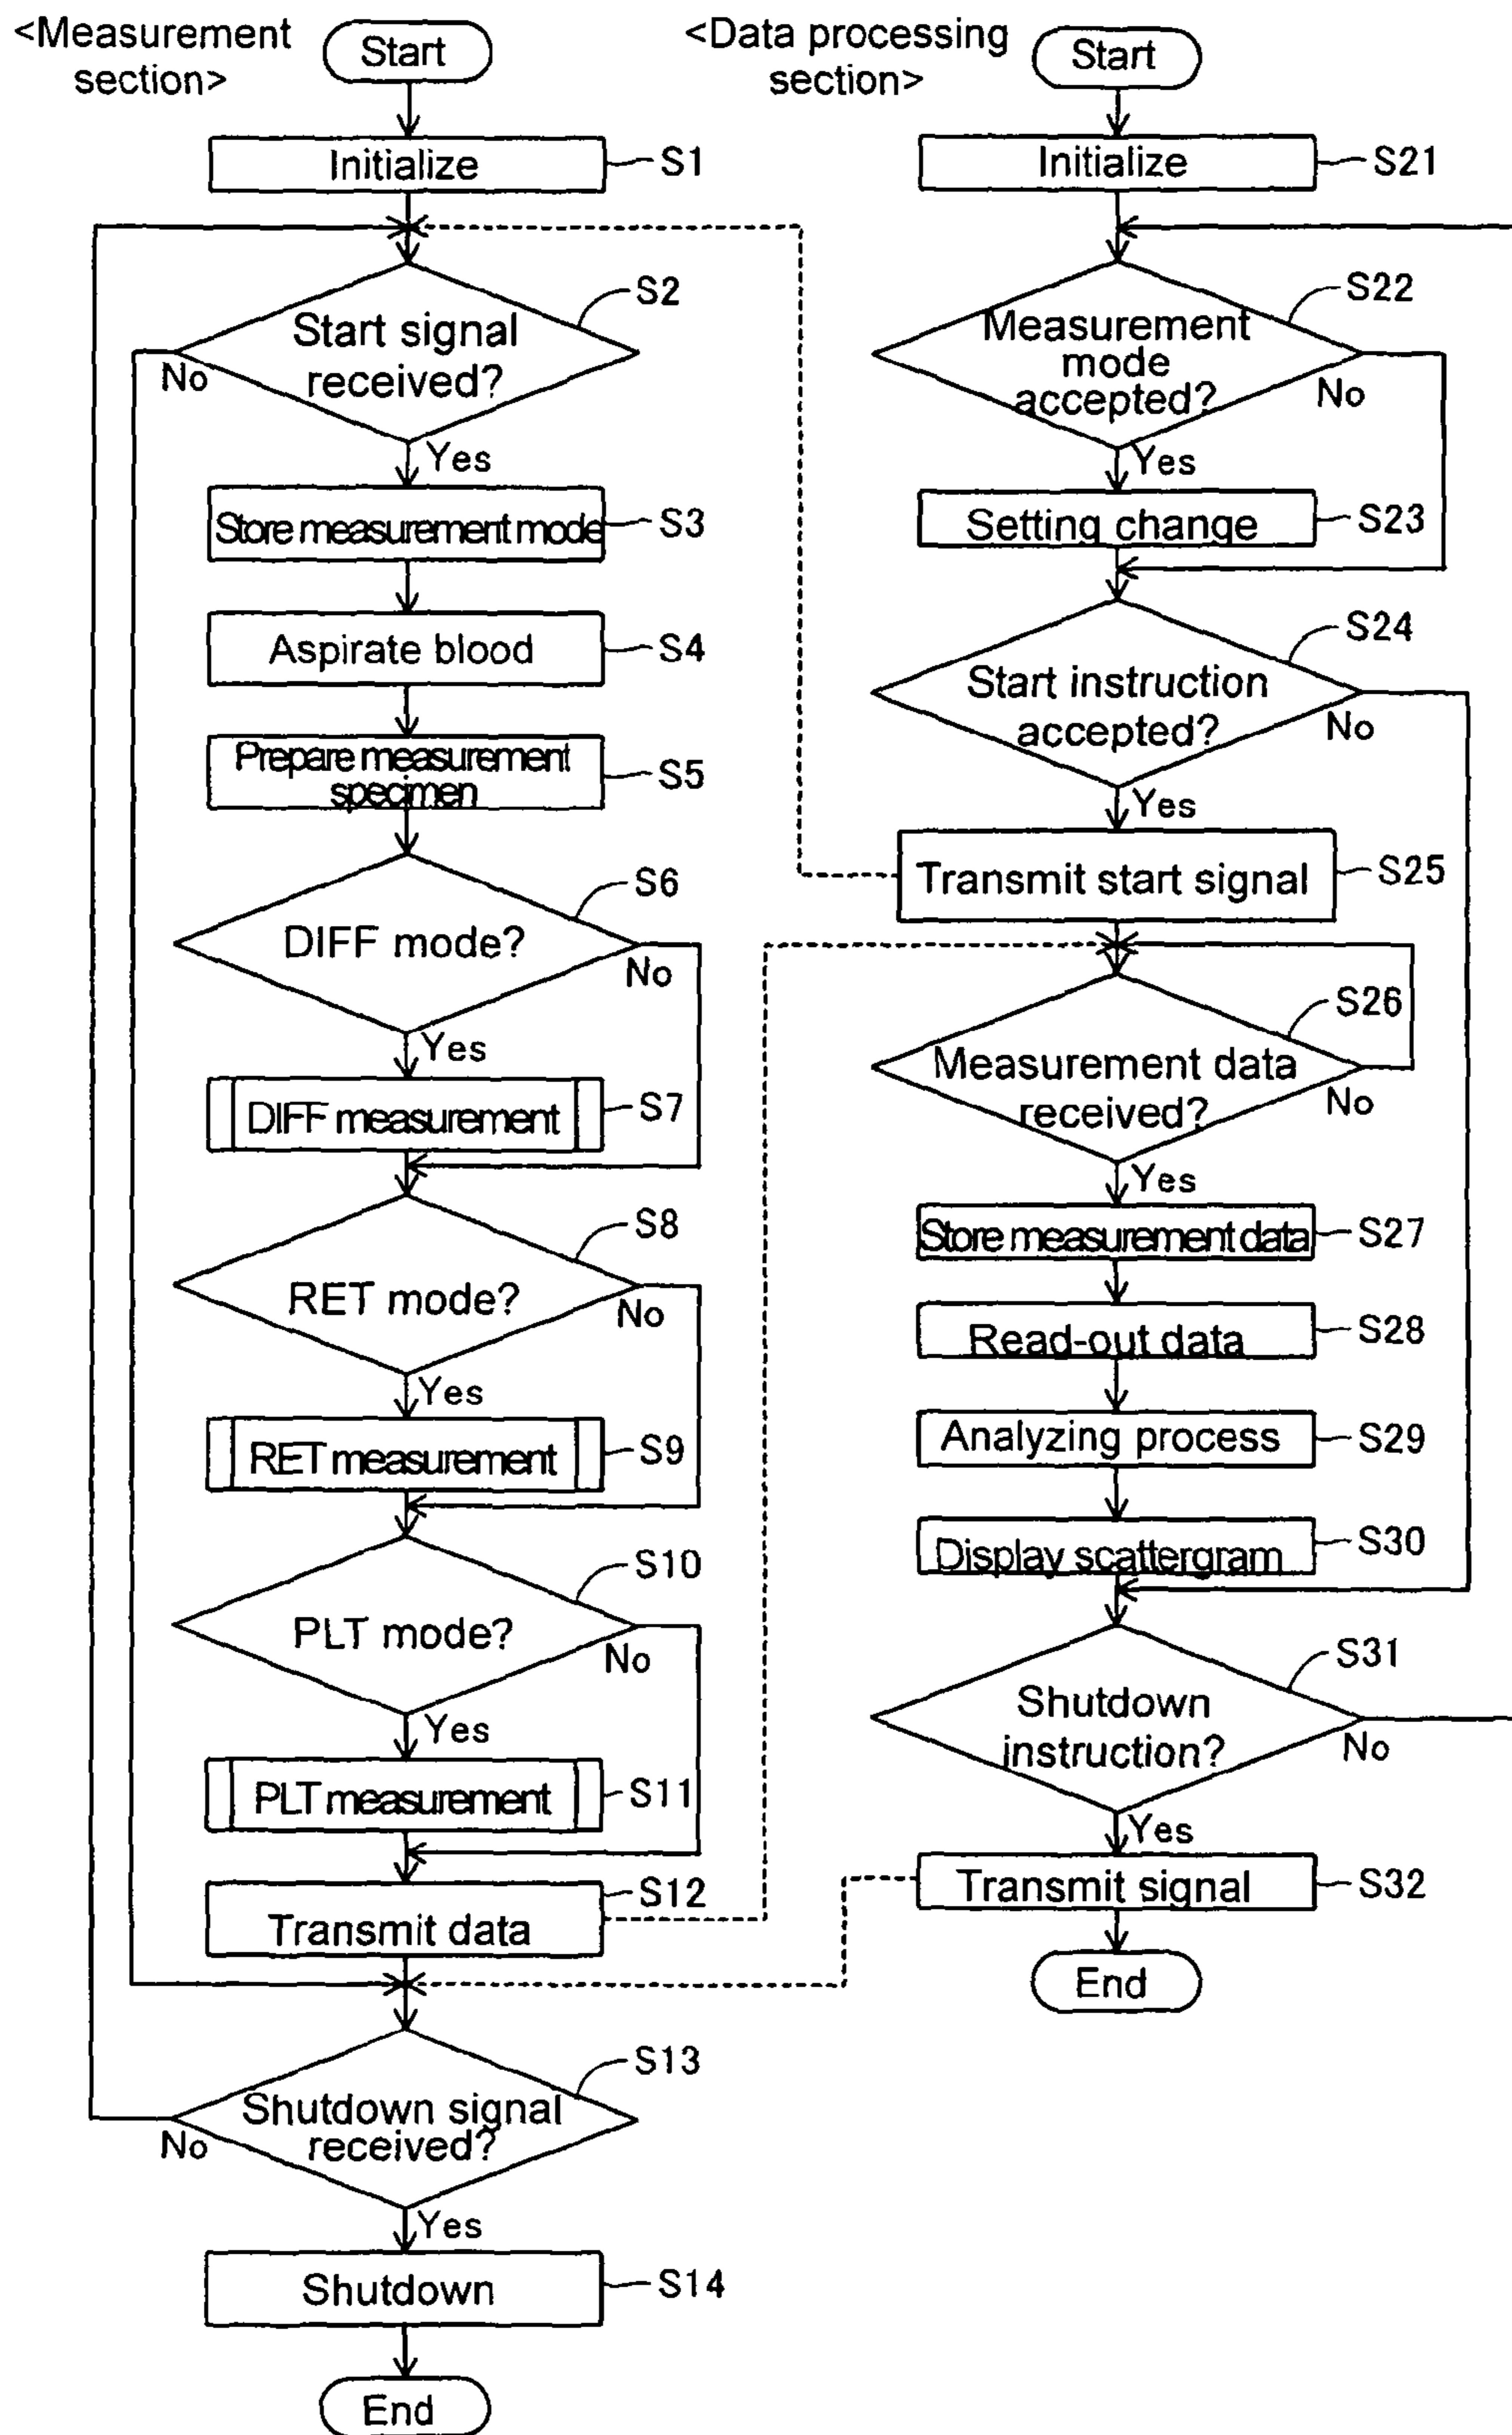 <Measurement
section>
Start
Initialize
S1
S2
Start signal
received?
No
Yes
Store measurement mode
S3
Aspirate blood
S4
Prepare measurement
specimen
S5
S6
DIFF mode?
No
Yes
DIFF measurement
S7
S8
RET mode?
No
Yes
RET measurement
S9
S10
PLT mode?
No
Yes
PLT measurement
S11
S12
Transmit data
S13
Shutdown signal
received?
No
Yes
Shutdown
S14
End
<Data processing
section>
Start
Initialize
S21
S22
Measurement
mode
accepted?
No
Yes
Setting change
S23
S24
Start instruction
accepted?
No
Yes
Transmit start signal
S25
S26
Measurement data
received?
No
Yes
Store measurement data
S27
Read-out data
S28
Analyzing process
S29
Display scattergram
S30
S31
Shutdown
instruction?
No
Yes
Transmit signal
S32
End